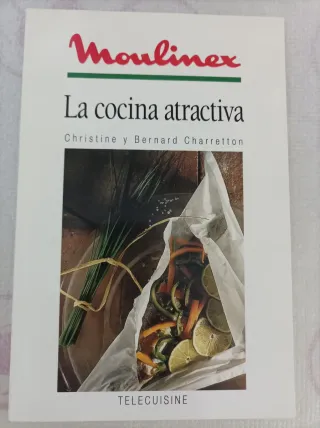 Moulinex
La cocina atractiva
Christine y Bernard Charretton
TELECUISINE